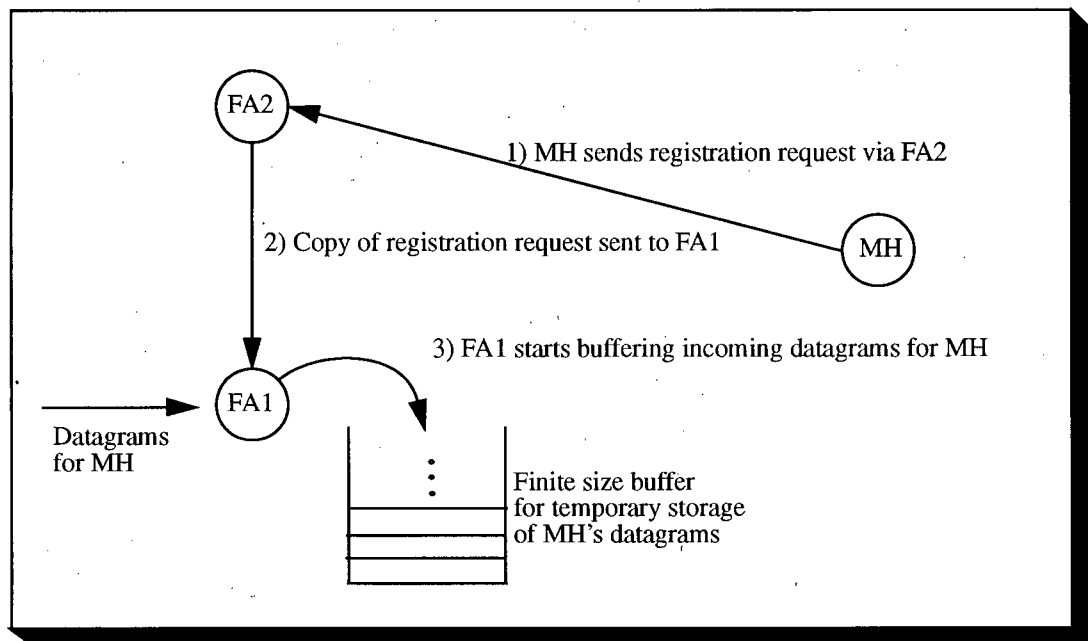 FA2
1) MH sends registration request via FA2
2) Copy of registration request sent to FA1
MH
3) FA1 starts buffering incoming datagrams for MH
FA1
Datagrams
for MH
Finite size buffer
for temporary storage
of MH's datagrams